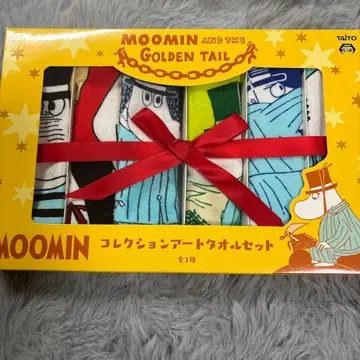 MOOMIN AND THE
GOLDEN TAIL
TAITO
MOOMIN
コレクションアートタオルセット
全3種